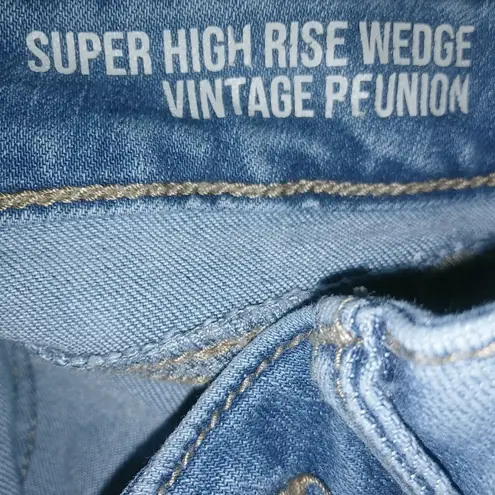 SUPER HIGH RISE WEDGE
VINTAGE PEUNION